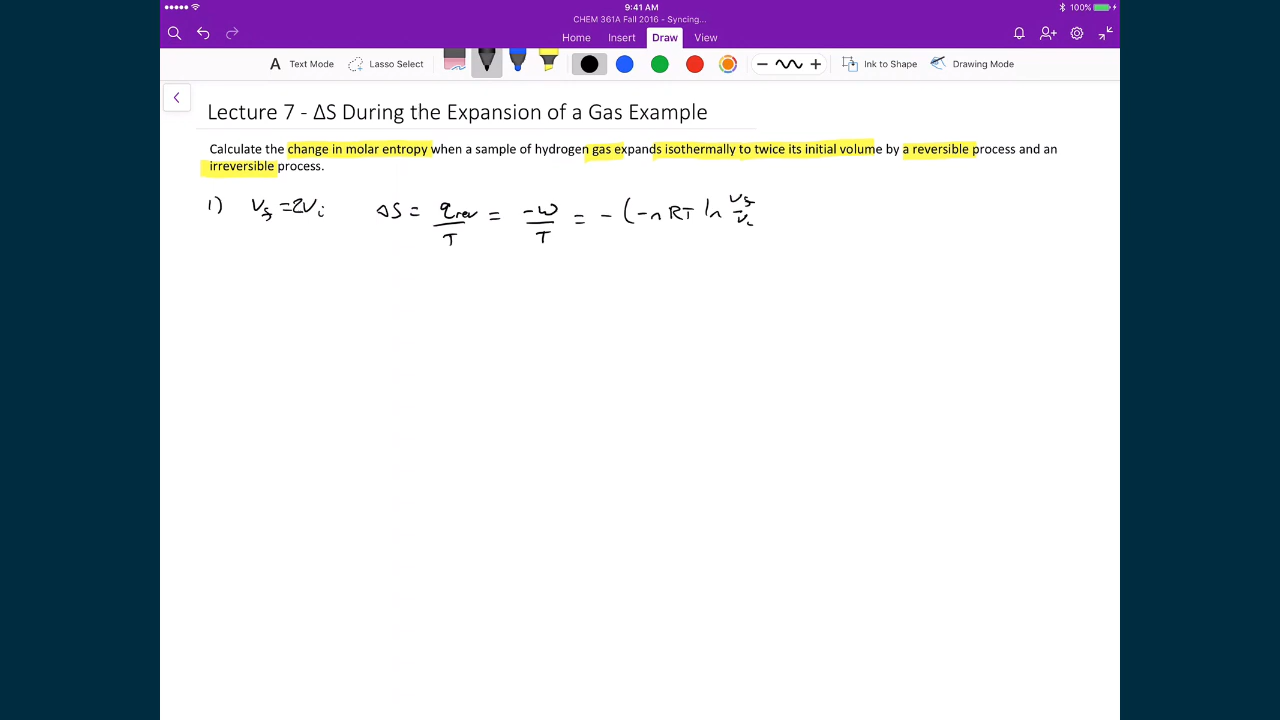 9:41 AM
100%
CHEM 361A Fall 2016 - Syncing...
Home Insert Draw View
A Text Mode Lasso Select Ink to Shape Drawing Mode
Lecture 7 - ΔS During the Expansion of a Gas Example
Calculate the change in molar entropy when a sample of hydrogen gas expands isothermally to twice its initial volume by a reversible process and an
irreversible process.
1) Vf = 2Vi ΔS = qrev/T = -w/T = - (-nRT ln Vf/Vi